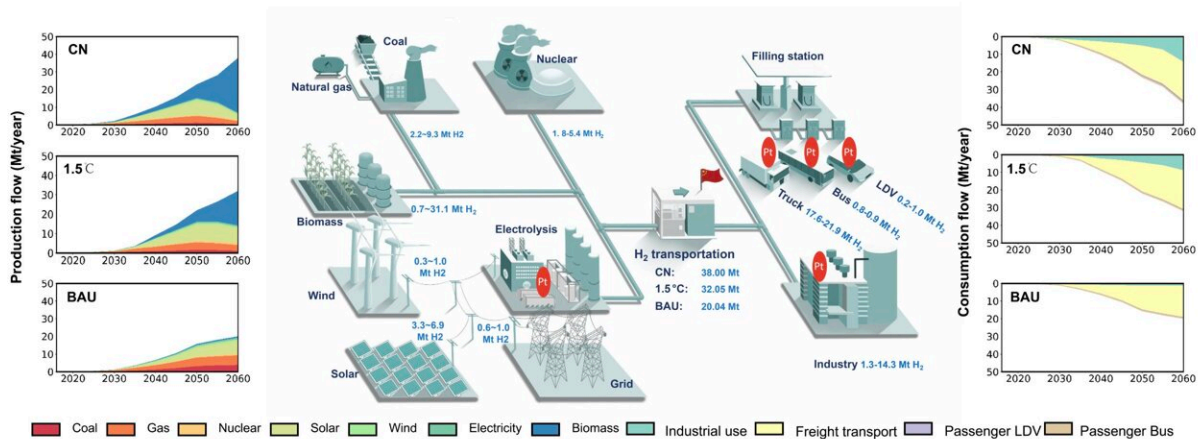 Production flow (Mt/year)
50
40
30
20
10
0
CN
2020 2030 2040 2050 2060
50
40
30
20
10
0
1.5℃
2020 2030 2040 2050 2060
50
40
30
20
10
0
BAU
2020 2030 2040 2050 2060
Coal
Natural gas
2.2~9.3 Mt H2
Nuclear
1. 8-5.4 Mt H₂
Biomass
0.7~31.1 Mt H₂
Wind
0.3~1.0
Mt H2
Electrolysis
Pt
Solar
3.3~6.9
Mt H2
0.6~1.0
Mt H2
Grid
H₂ transportation
CN: 38.00 Mt
1.5°C: 32.05 Mt
BAU: 20.04 Mt
Filling station
Pt
Pt
Pt
Truck 17.6-21.9 Mt H₂
Bus 0.8-0.9 Mt H₂
LDV 0.2-1.0 Mt H₂
Pt
Industry 1.3-14.3 Mt H₂
Consumption flow (Mt/year)
0
10
20
30
40
50
CN
2020 2030 2040 2050 2060
0
10
20
30
40
50
1.5℃
2020 2030 2040 2050 2060
0
10
20
30
40
50
BAU
2020 2030 2040 2050 2060
Coal Gas Nuclear Solar Wind Electricity Biomass Industrial use Freight transport Passenger LDV Passenger Bus